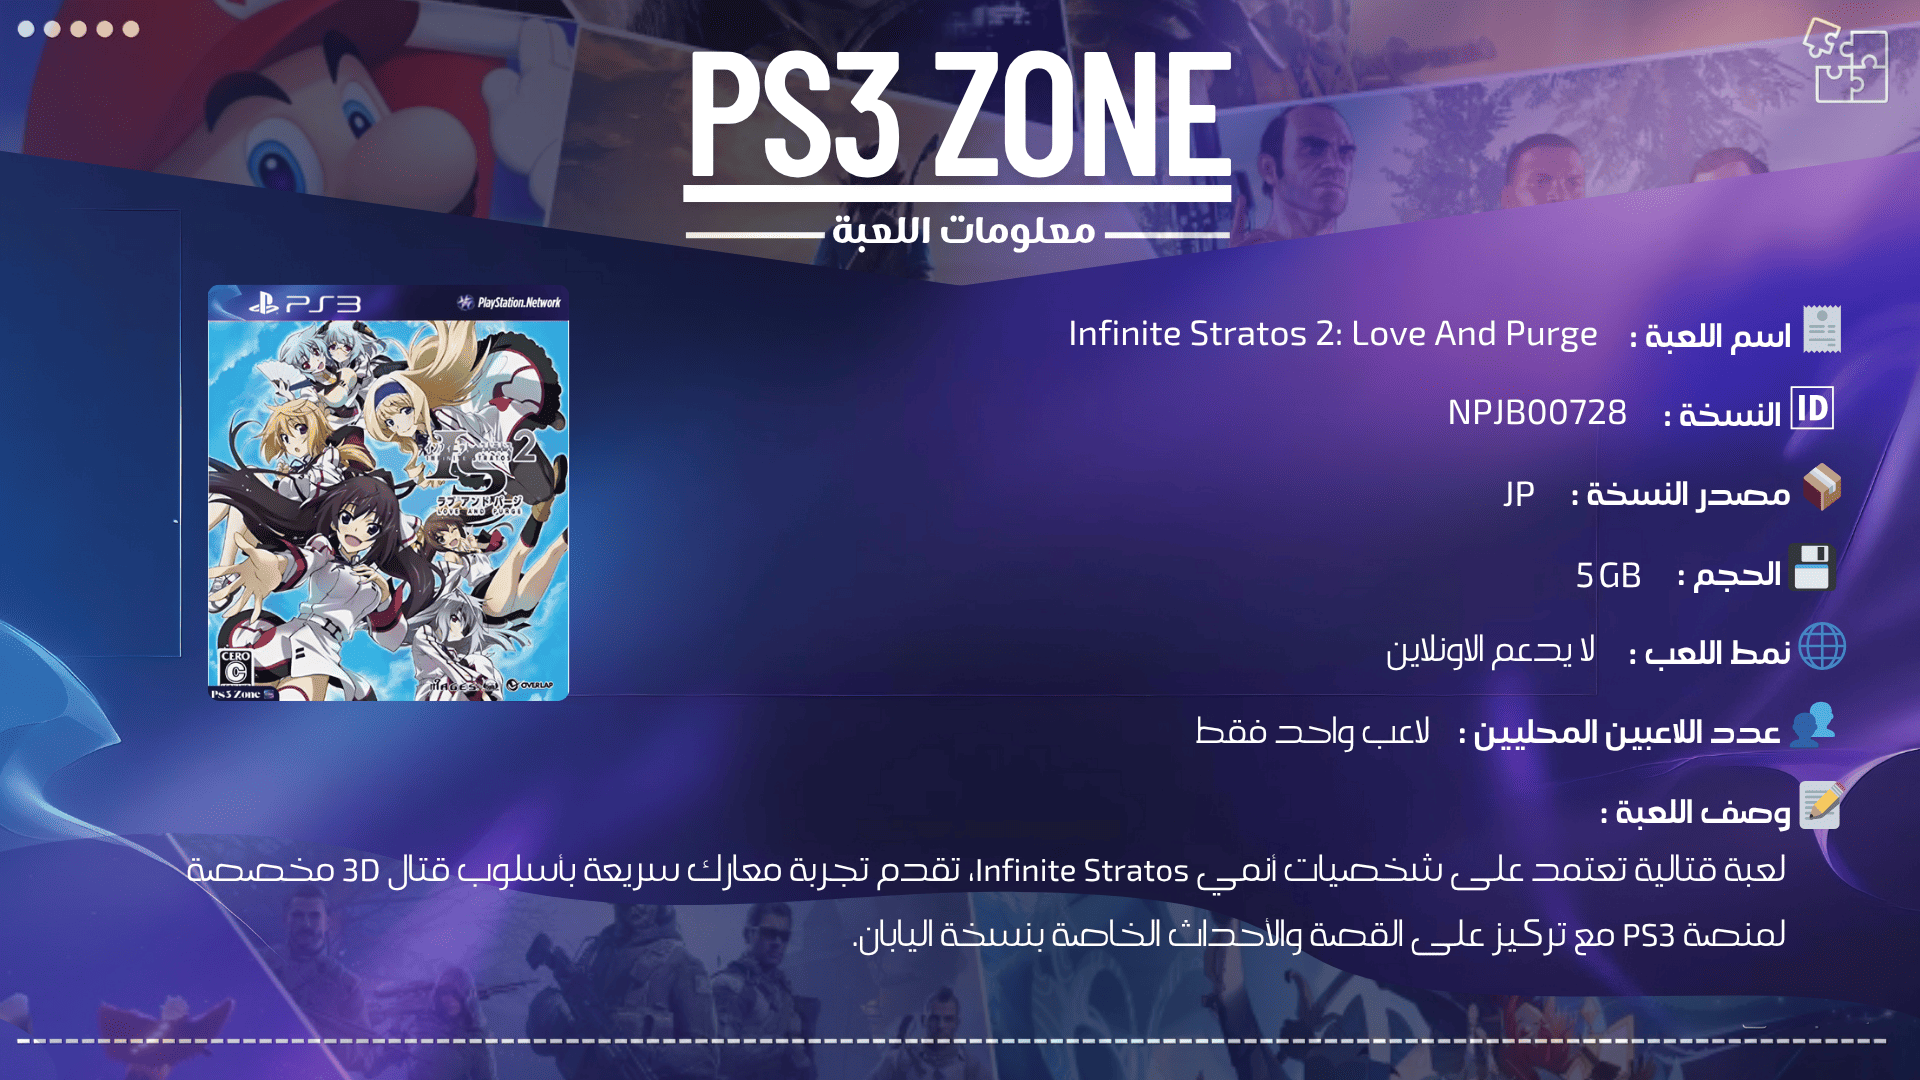 PS3 ZONE
معلومات اللعبة
PS3 PlayStation.Network
2
ラブ アンド パージ
LOVE AND PURGE
CERO
C
Ps3 Zone
MAGES. OVERLAP
اسم اللعبة : Infinite Stratos 2: Love And Purge
ID النسخة : NPJB00728
مصدر النسخة : JP
الحجم : 5 GB
نمط اللعب : لا يدعم الاونلاين
عدد اللاعبين المحليين : لاعب واحد فقط
وصف اللعبة :
لعبة قتالية تعتمد على شخصيات أنمي Infinite Stratos، تقدم تجربة معارك سريعة بأسلوب قتال 3D مخصصة
لمنصة PS3 مع تركيز على القصة والأحداث الخاصة بنسخة اليابان.